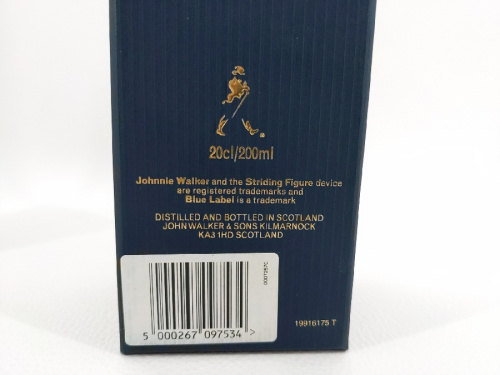 20cl/200ml
Johnnie Walker and the Striding Figure device
are registered trademarks and
Blue Label is a trademark
DISTILLED AND BOTTLED IN SCOTLAND
JOHN WALKER & SONS KILMARNOCK
KA3 1HD SCOTLAND
5 000267 097534 >
19916175 T